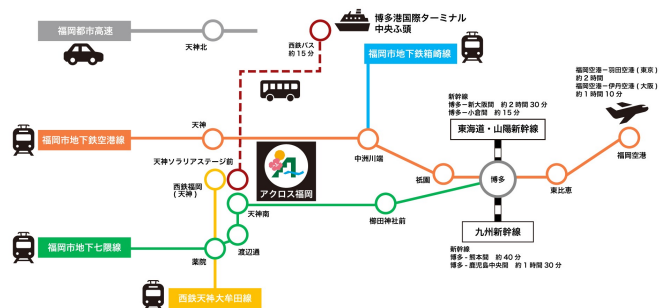 福岡都市高速
天神北
西鉄バス
約15分
博多港国際ターミナル
中央ふ頭
福岡市地下鉄箱崎線
福岡空港－羽田空港(東京)
約2時間
福岡空港－伊丹空港(大阪)
約1時間10分
新幹線
博多－新大阪間 約2時間30分
博多－小倉間 約15分
東海道・山陽新幹線
福岡市地下鉄空港線
天神
中洲川端
祇園
博多
東比恵
福岡空港
天神ソラリアステージ前
西鉄福岡
(天神)
アクロス福岡
天神南
櫛田神社前
九州新幹線
新幹線
博多-熊本間 約40分
博多-鹿児島中央間 約1時間30分
福岡市地下七隈線
薬院
渡辺通
西鉄天神大牟田線